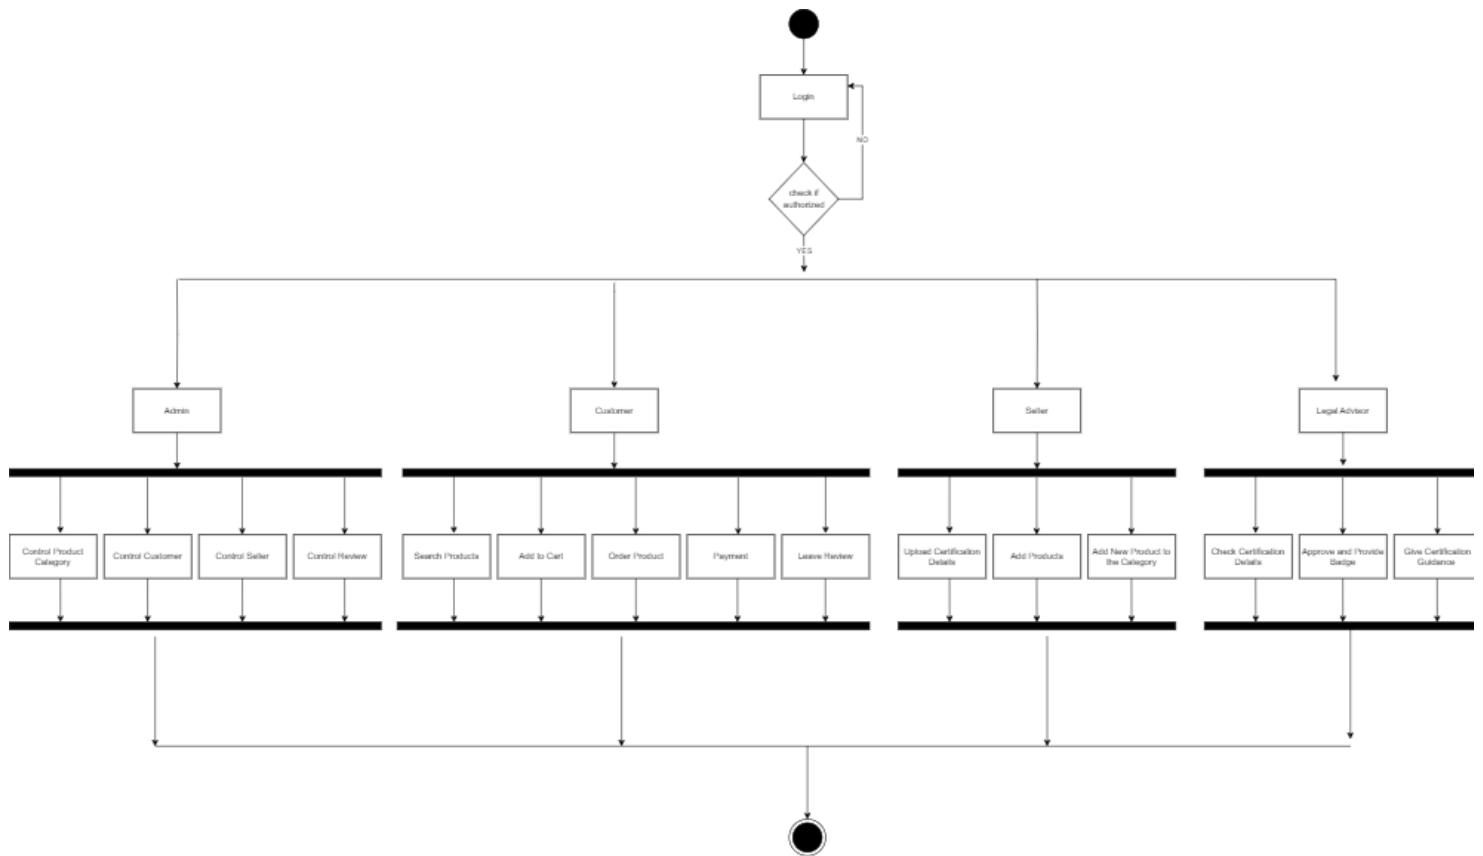 Login
NO
check if
authorized
YES
Admin
Customer
Seller
Legal Advisor
Control Product
Category
Control Customer
Control Seller
Control Review
Search Products
Add to Cart
Order Product
Payment
Leave Review
Upload Certification
Details
Add Products
Add New Product to
the Category
Check Certification
Details
Approve and Provide
Badge
Give Certification
Guidance